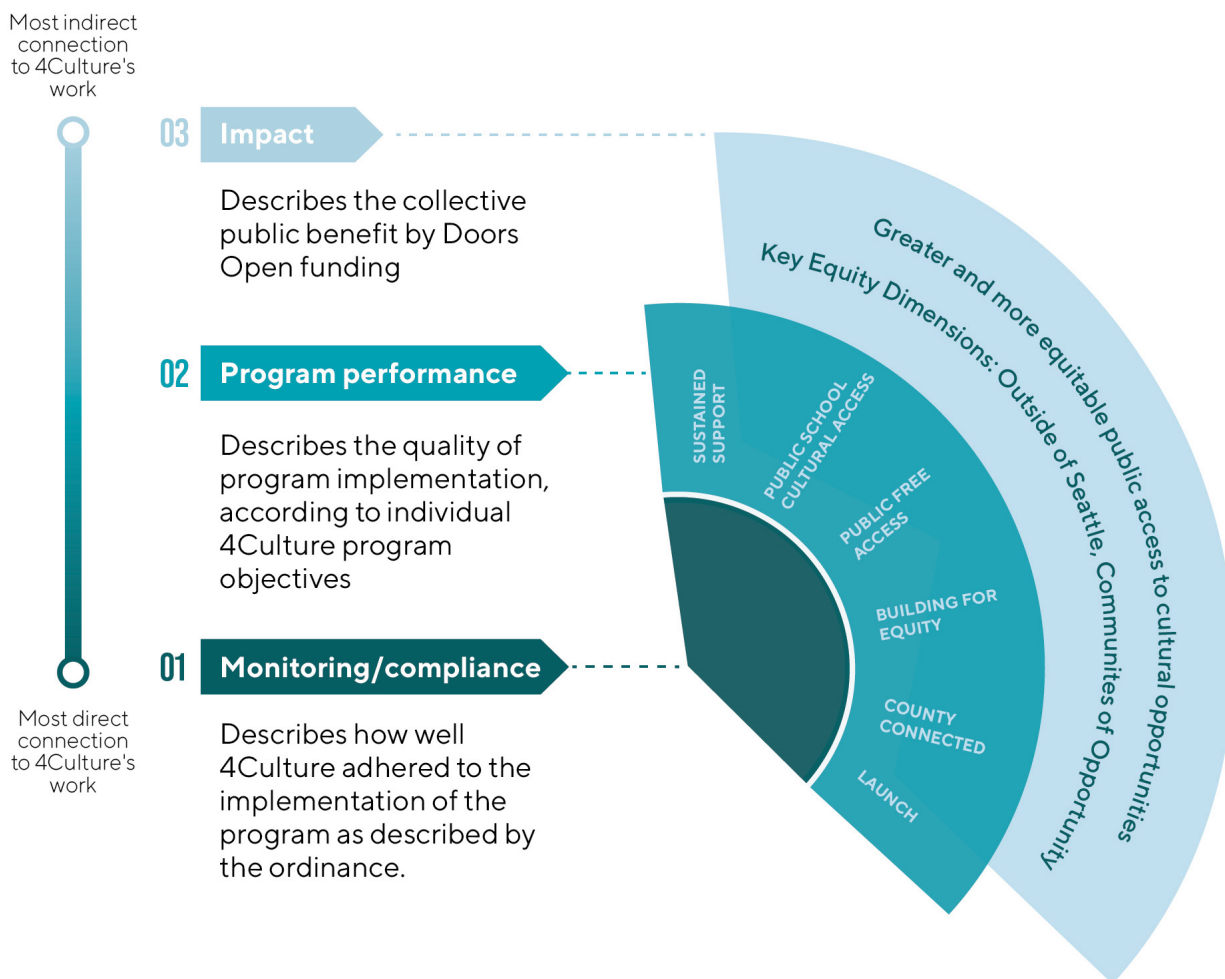 Most indirect
connection
to 4Culture's
work
03
Impact
Describes the collective
public benefit by Doors
Open funding
02
Program performance
Describes the quality of
program implementation,
according to individual
4Culture program
objectives
01
Monitoring/compliance
Describes how well
4Culture adhered to the
implementation of the
program as described by
the ordinance.
Most direct
connection
to 4Culture's
work
SUSTAINED
SUPPORT
PUBLIC SCHOOL
CULTURAL ACCESS
PUBLIC FREE
ACCESS
BUILDING FOR
EQUITY
COUNTY
CONNECTED
LAUNCH
Greater and more equitable public access to cultural opportunities
Key Equity Dimensions: Outside of Seattle, Communites of Opportunity